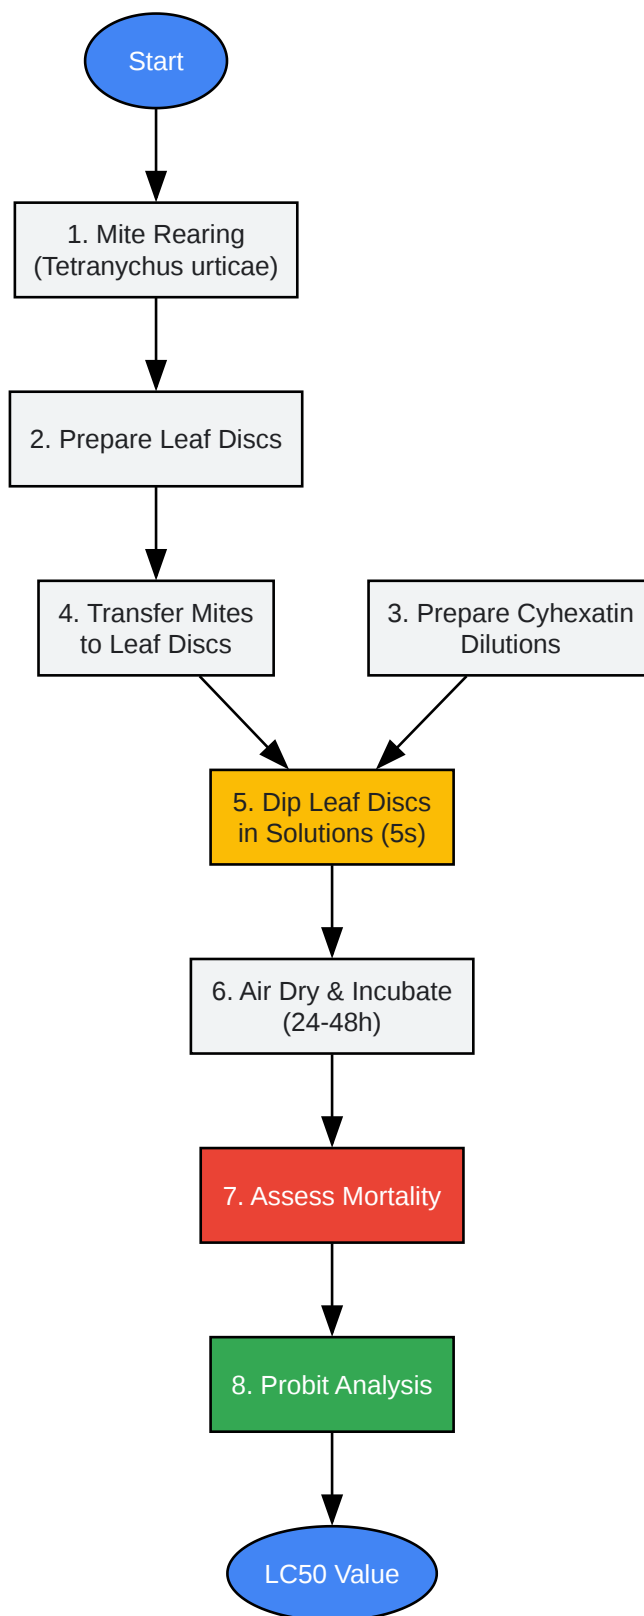 Start
1. Mite Rearing
(Tetranychus urticae)
2. Prepare Leaf Discs
4. Transfer Mites
to Leaf Discs
3. Prepare Cyhexatin
Dilutions
5. Dip Leaf Discs
in Solutions (5s)
6. Air Dry & Incubate
(24-48h)
7. Assess Mortality
8. Probit Analysis
LC50 Value